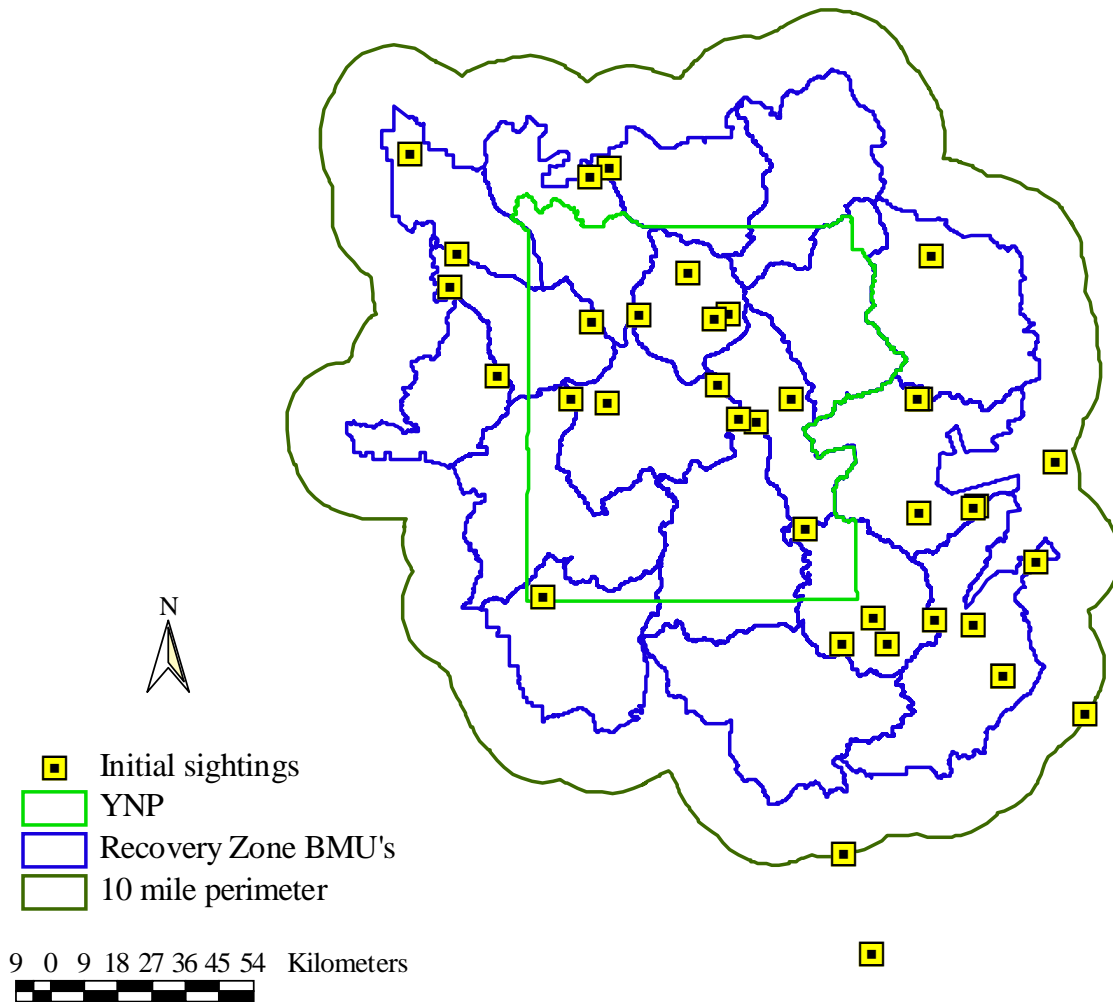 N
Initial sightings
YNP
Recovery Zone BMU's
10 mile perimeter
9 0 9 18 27 36 45 54 Kilometers